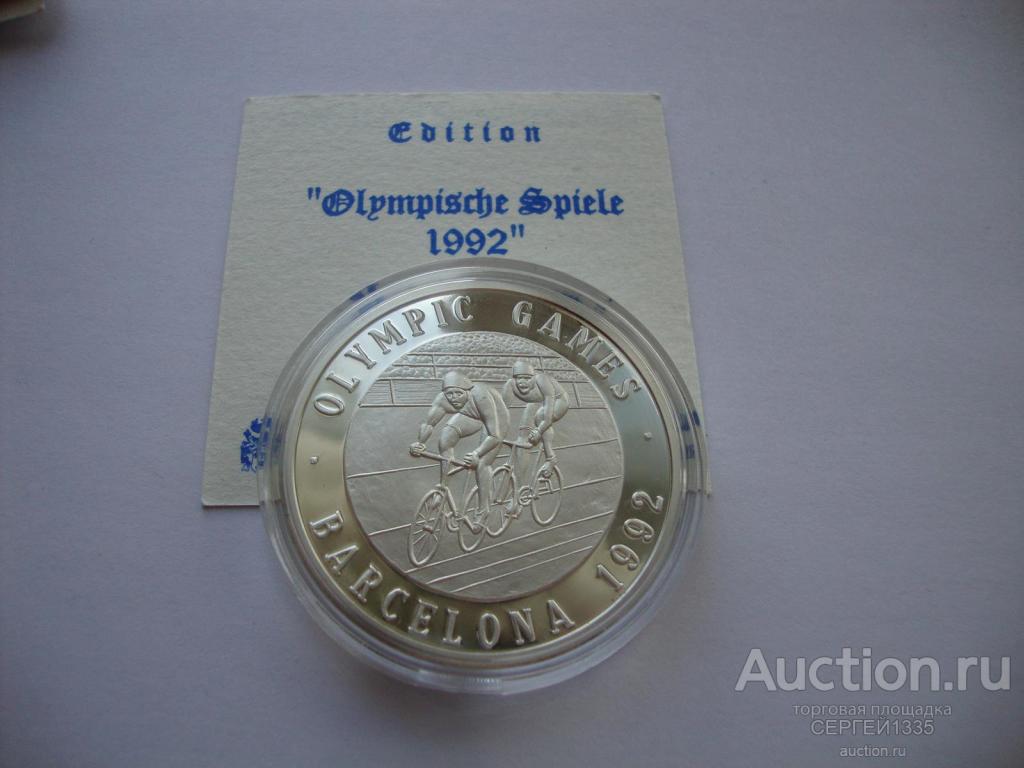 Edition
"Olympische Spiele
1992"
OLYMPIC GAMES
BARCELONA 1992
Auction.ru
торговая площадка
СЕРГЕЙ1335
auction.ru